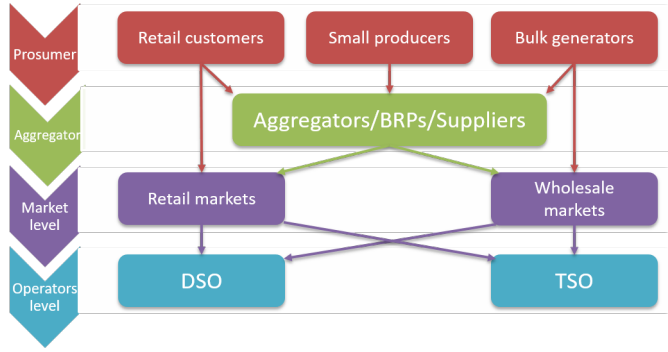 Prosumer
Retail customers
Small producers
Bulk generators
Aggregator
Aggregators/BRPs/Suppliers
Market
level
Retail markets
Wholesale
markets
Operators
level
DSO
TSO